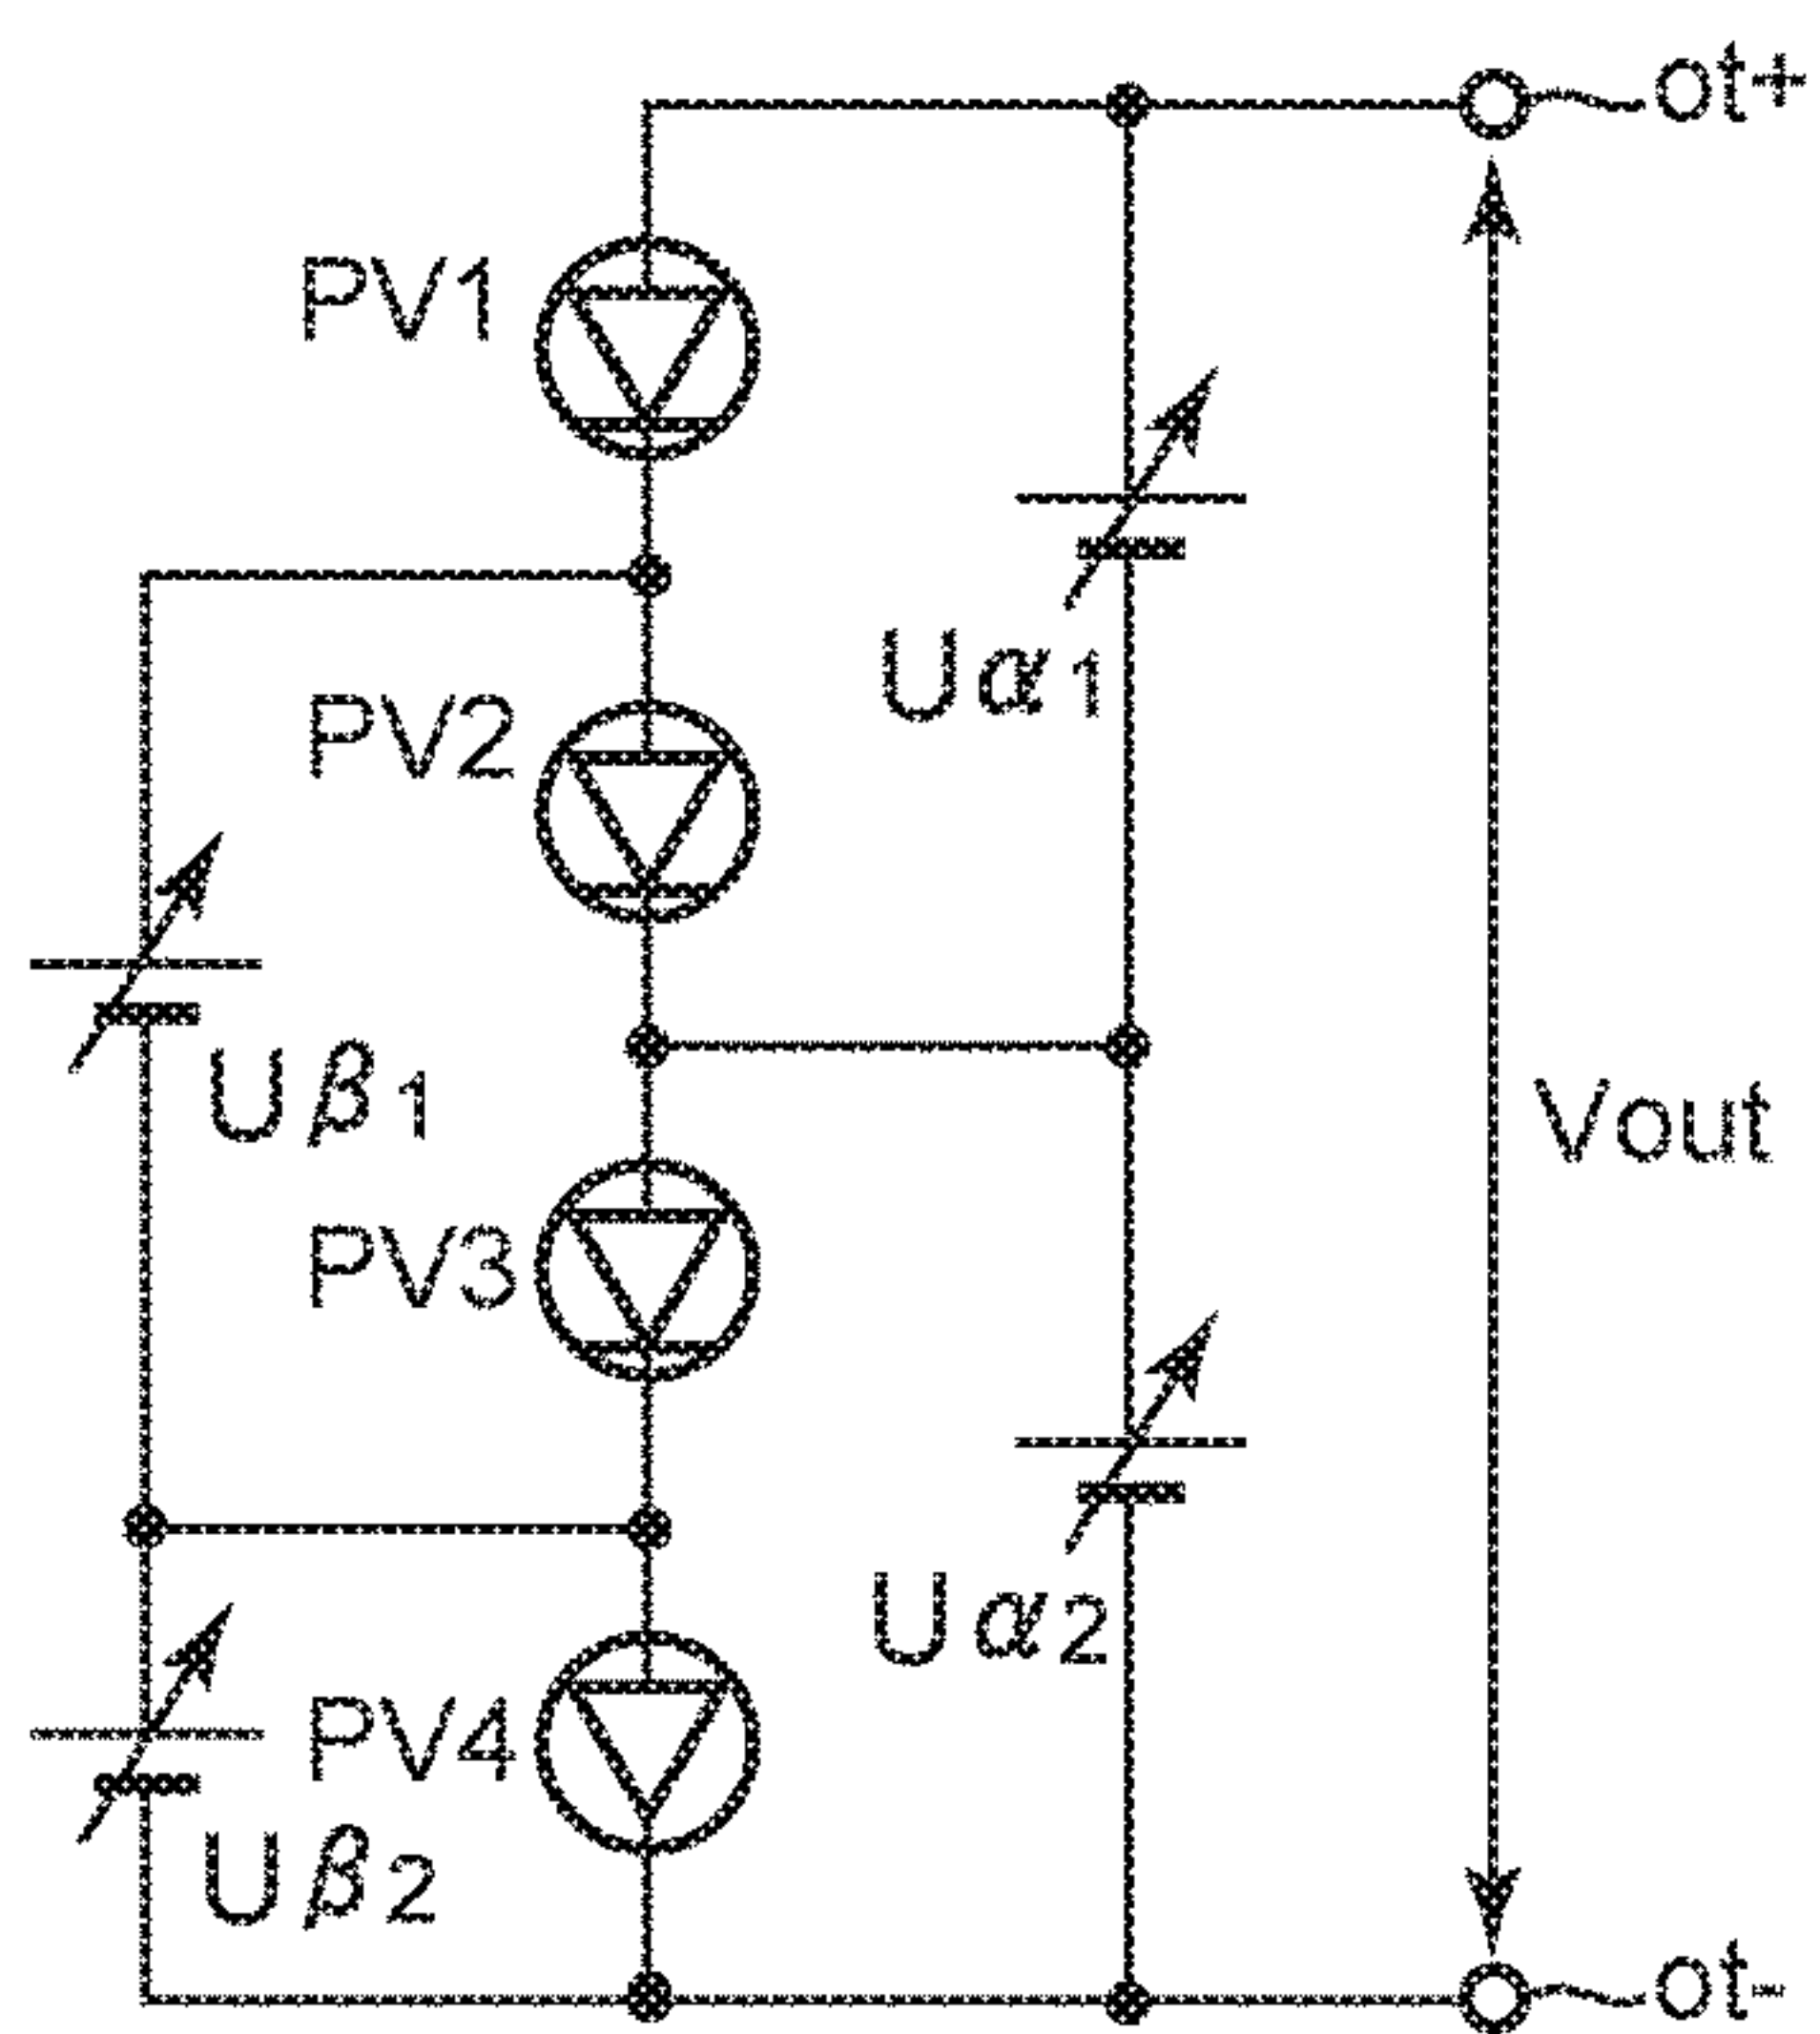 ot+
PV1
Uα1
PV2
Uβ1
Vout
PV3
Uα2
PV4
Uβ2
ot-